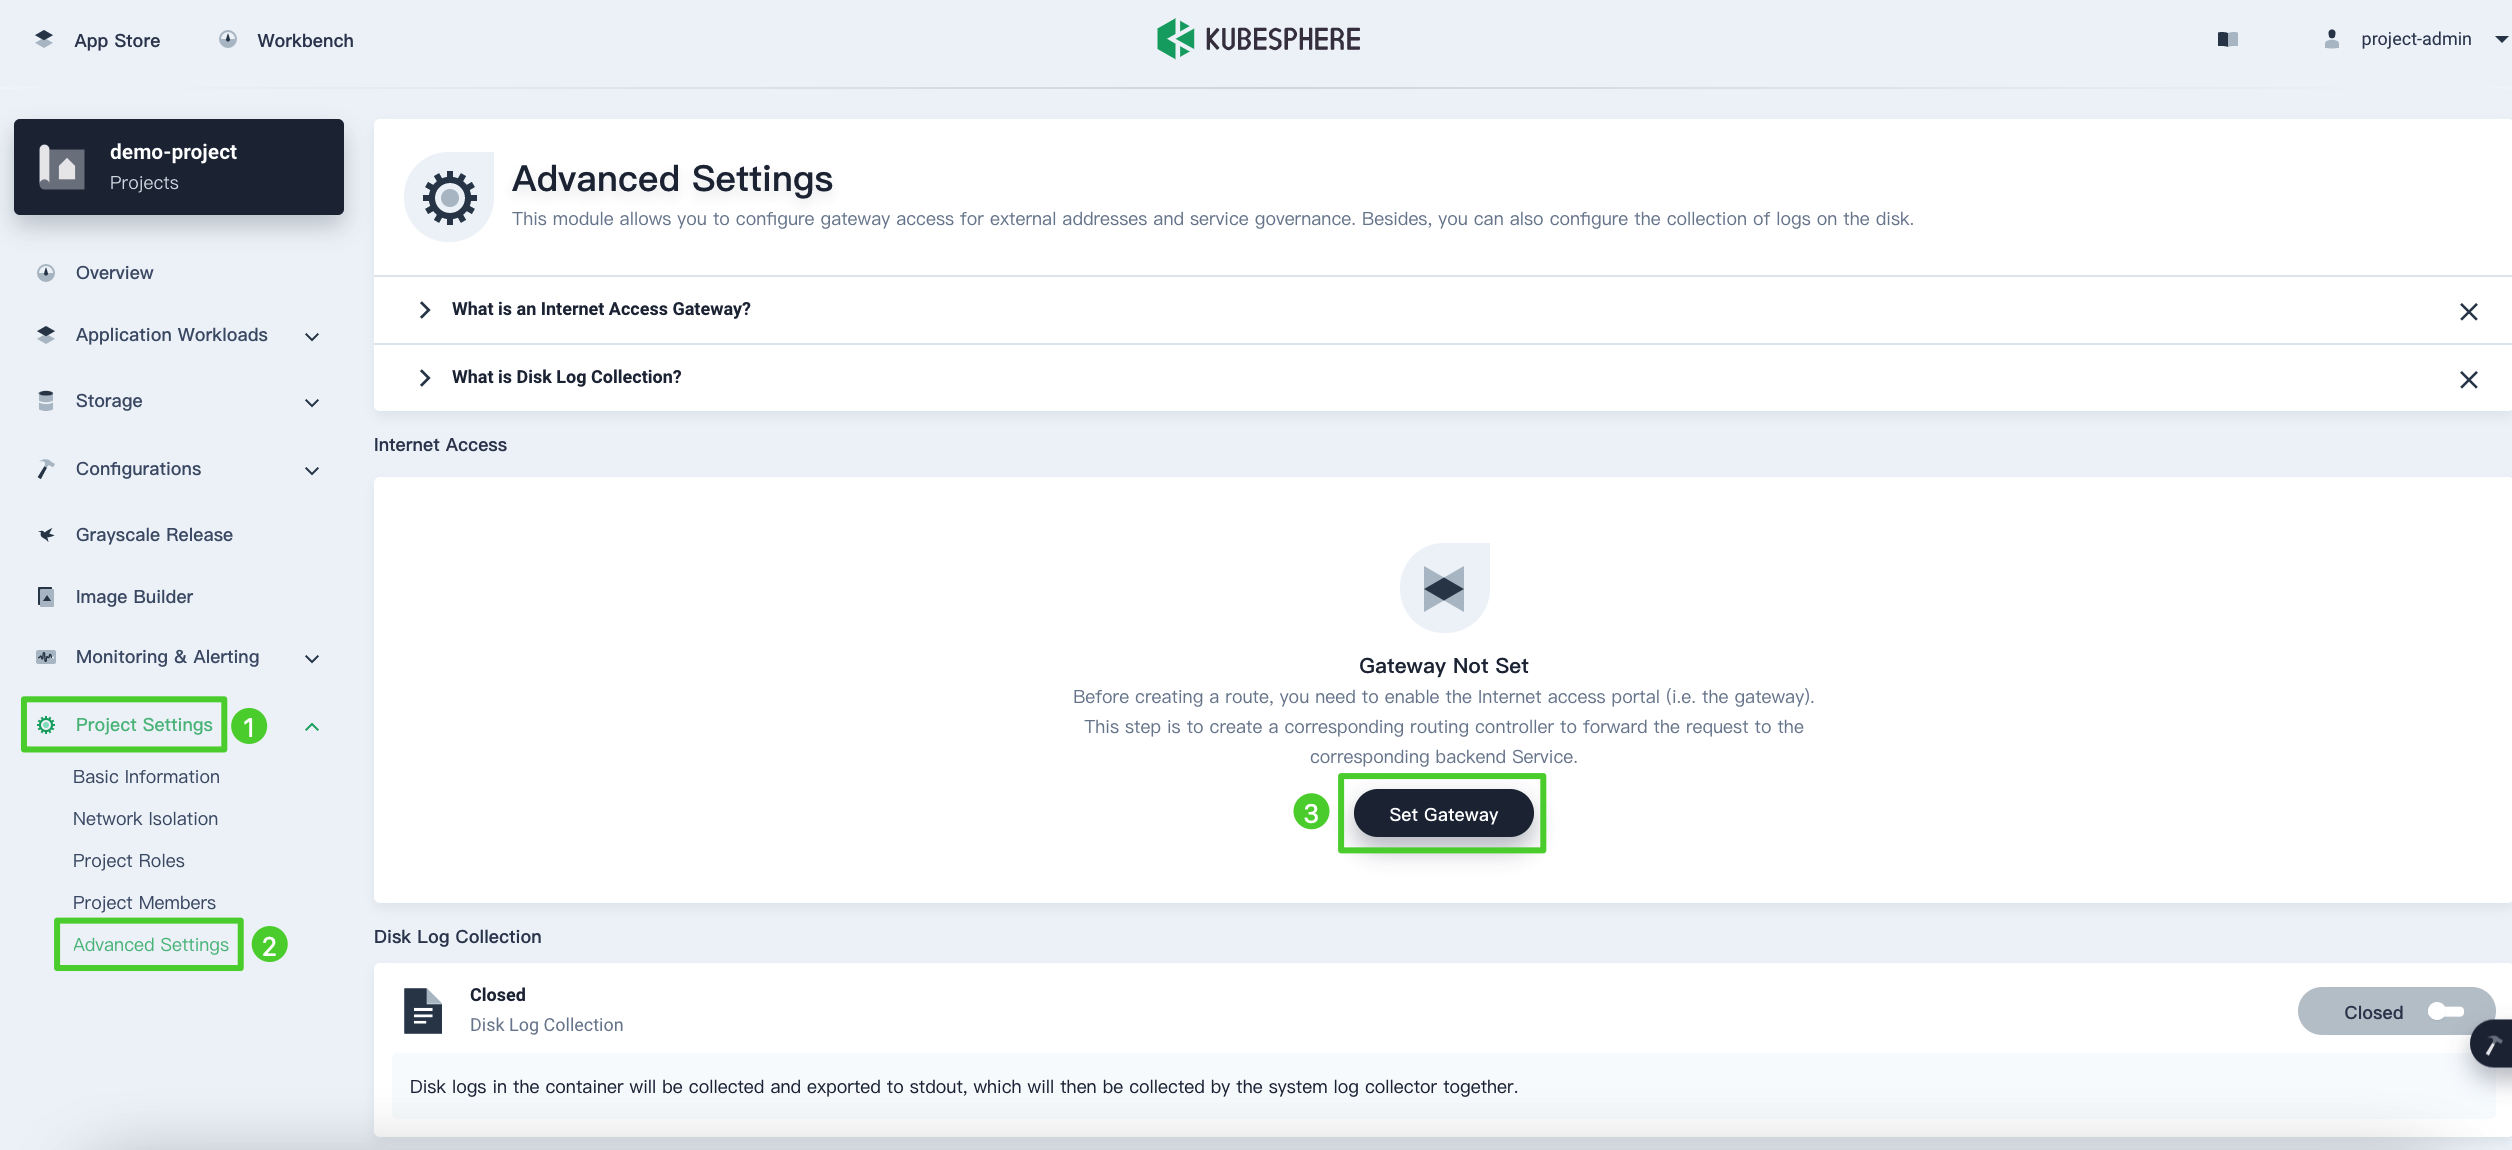 App Store
Workbench
KUBESPHERE
project-admin
demo-project
Projects
Overview
Application Workloads
Storage
Configurations
Grayscale Release
Image Builder
Monitoring & Alerting
Project Settings
1
Basic Information
Network Isolation
Project Roles
Project Members
Advanced Settings
2
Advanced Settings
This module allows you to configure gateway access for external addresses and service governance. Besides, you can also configure the collection of logs on the disk.
What is an Internet Access Gateway?
What is Disk Log Collection?
Internet Access
Gateway Not Set
Before creating a route, you need to enable the Internet access portal (i.e. the gateway).
This step is to create a corresponding routing controller to forward the request to the
corresponding backend Service.
3
Set Gateway
Disk Log Collection
Closed
Disk Log Collection
Closed
Disk logs in the container will be collected and exported to stdout, which will then be collected by the system log collector together.